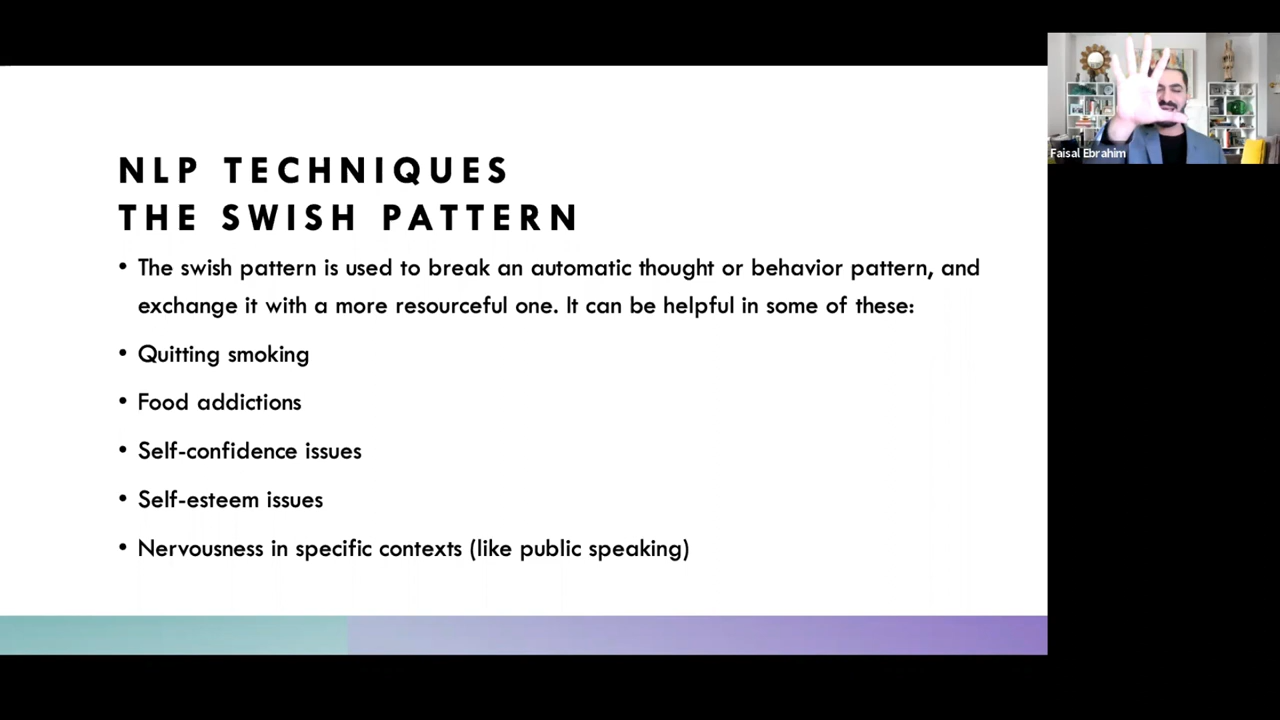 NLP TECHNIQUES
THE SWISH PATTERN
• The swish pattern is used to break an automatic thought or behavior pattern, and
exchange it with a more resourceful one. It can be helpful in some of these:
• Quitting smoking
• Food addictions
• Self-confidence issues
• Self-esteem issues
• Nervousness in specific contexts (like public speaking)
Faisal Ebrahim